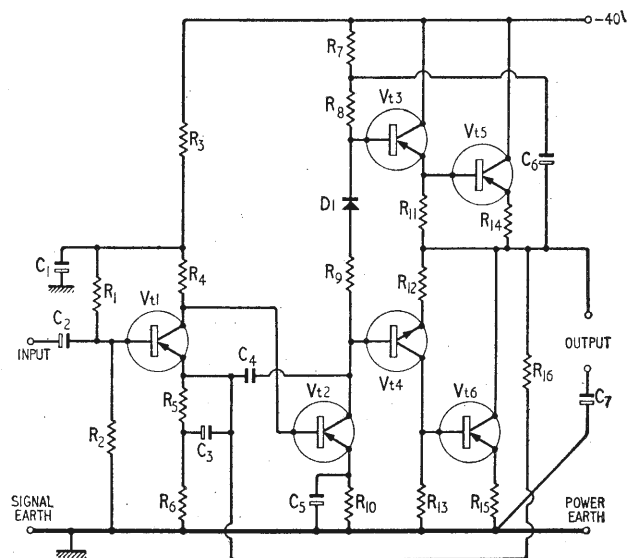 -40V
R7
R8
Vt3
Vt5
R3
C6
D1
R11
R14
C1
R1
R4
R9
R12
C2
Vt1
INPUT
C4
Vt4
OUTPUT
R16
R5
Vt2
Vt6
C7
R2
C3
SIGNAL EARTH
R6
C5
R10
R13
R15
POWER EARTH